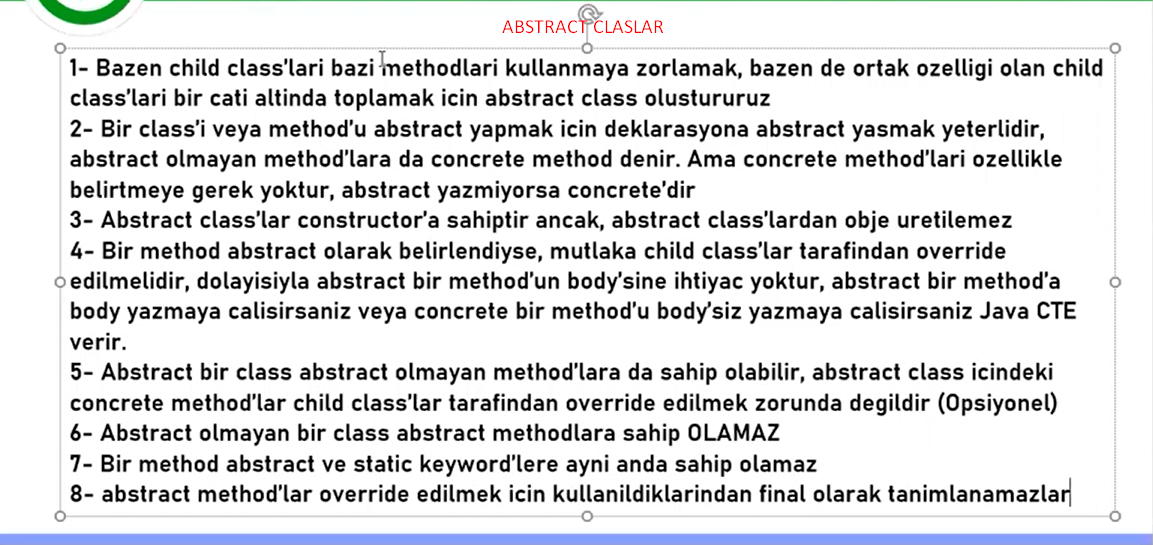 ABSTRACT CLASLAR
1- Bazen child class'lari bazi methodlari kullanmaya zorlamak, bazen de ortak ozelligi olan child
class'lari bir cati altinda toplamak icin abstract class olustururuz
2- Bir class'i veya method'u abstract yapmak icin deklarasyona abstract yasmak yeterlidir,
abstract olmayan method'lara da concrete method denir. Ama concrete method'lari ozellikle
belirtmeye gerek yoktur, abstract yazmiyorsa concrete'dir
3- Abstract class'lar constructor'a sahiptir ancak, abstract class'lardan obje uretilemez
4- Bir method abstract olarak belirlendiyse, mutlaka child class'lar tarafindan override
edilmelidir, dolayisiyla abstract bir method'un body'sine ihtiyac yoktur, abstract bir method'a
body yazmaya calisirsaniz veya concrete bir method'u body'siz yazmaya calisirsaniz Java CTE
verir.
5- Abstract bir class abstract olmayan method'lara da sahip olabilir, abstract class icindeki
concrete method'lar child class'lar tarafindan override edilmek zorunda degildir (Opsiyonel)
6- Abstract olmayan bir class abstract methodlara sahip OLAMAZ
7- Bir method abstract ve static keyword'lere ayni anda sahip olamaz
8- abstract method'lar override edilmek icin kullanildiklarindan final olarak tanimlanamazlar